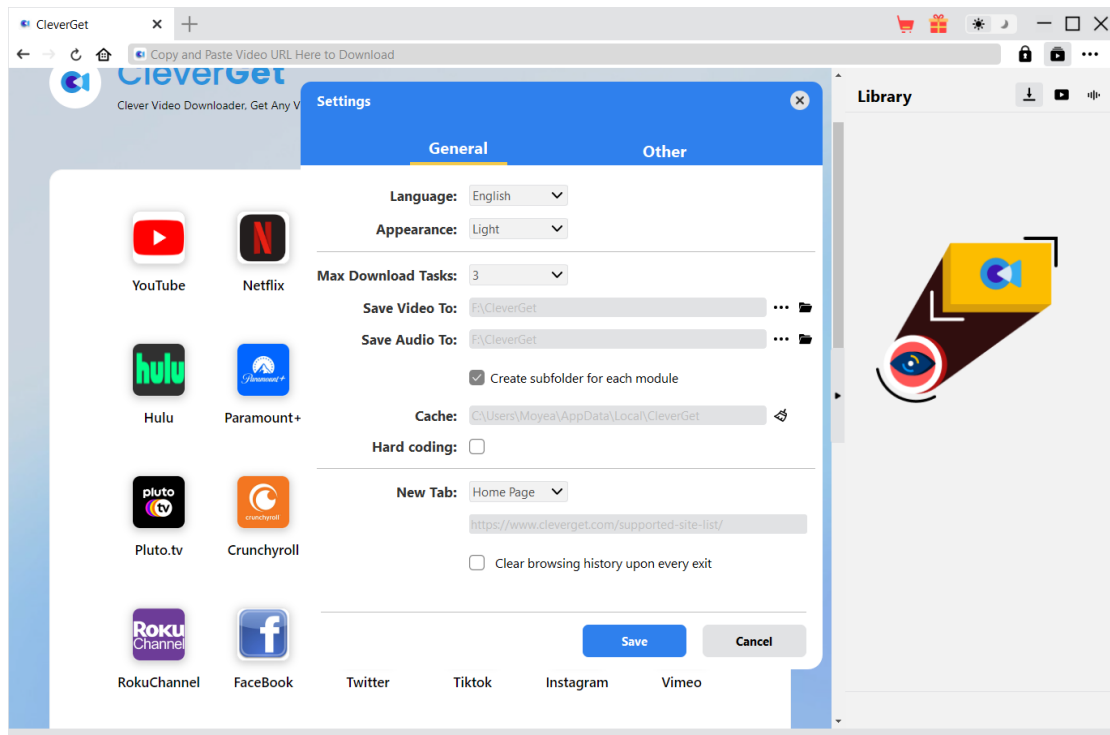 CleverGet
Copy and Paste Video URL Here to Download
CleverGet
Clever Video Downloader, Get Any V
Settings
General Other
Language: English
Appearance: Light
Max Download Tasks: 3
Save Video To: F:\CleverGet
Save Audio To: F:\CleverGet
Create subfolder for each module
Cache: C:\Users\Moyea\AppData\Local\CleverGet
Hard coding:
New Tab: Home Page
https://www.cleverget.com/supported-site-list/
Clear browsing history upon every exit
Save Cancel
Library
YouTube Netflix
hulu Paramount+
Hulu Paramount+
pluto tv crunchyroll
Pluto.tv Crunchyroll
ROKU
Channel
RokuChannel FaceBook Twitter Tiktok Instagram Vimeo